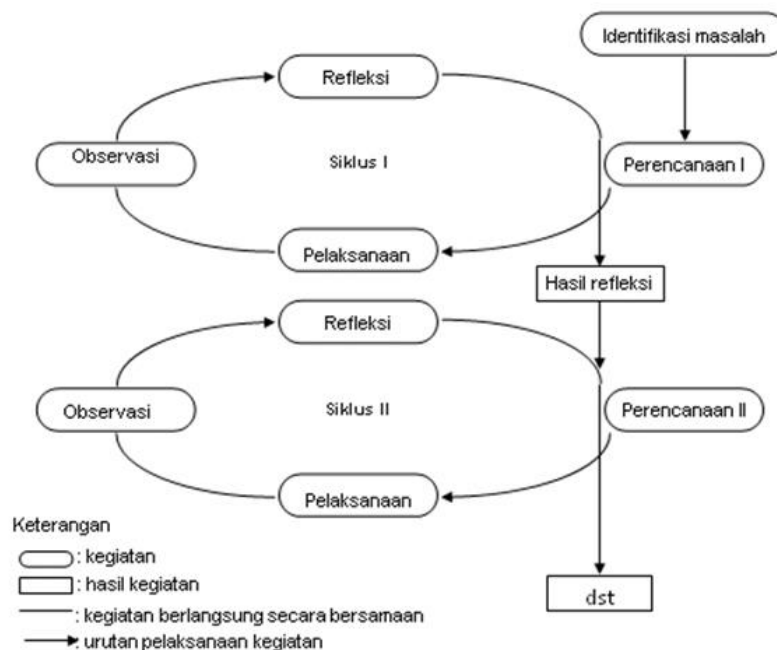 Identifikasi masalah
Refleksi
Observasi
Siklus I
Perencanaan I
Pelaksanaan
Hasil refleksi
Refleksi
Observasi
Siklus II
Perencanaan II
Pelaksanaan
Keterangan
: kegiatan
: hasil kegiatan
dst
: kegiatan berlangsung secara bersamaan
: urutan pelaksanaan kegiatan